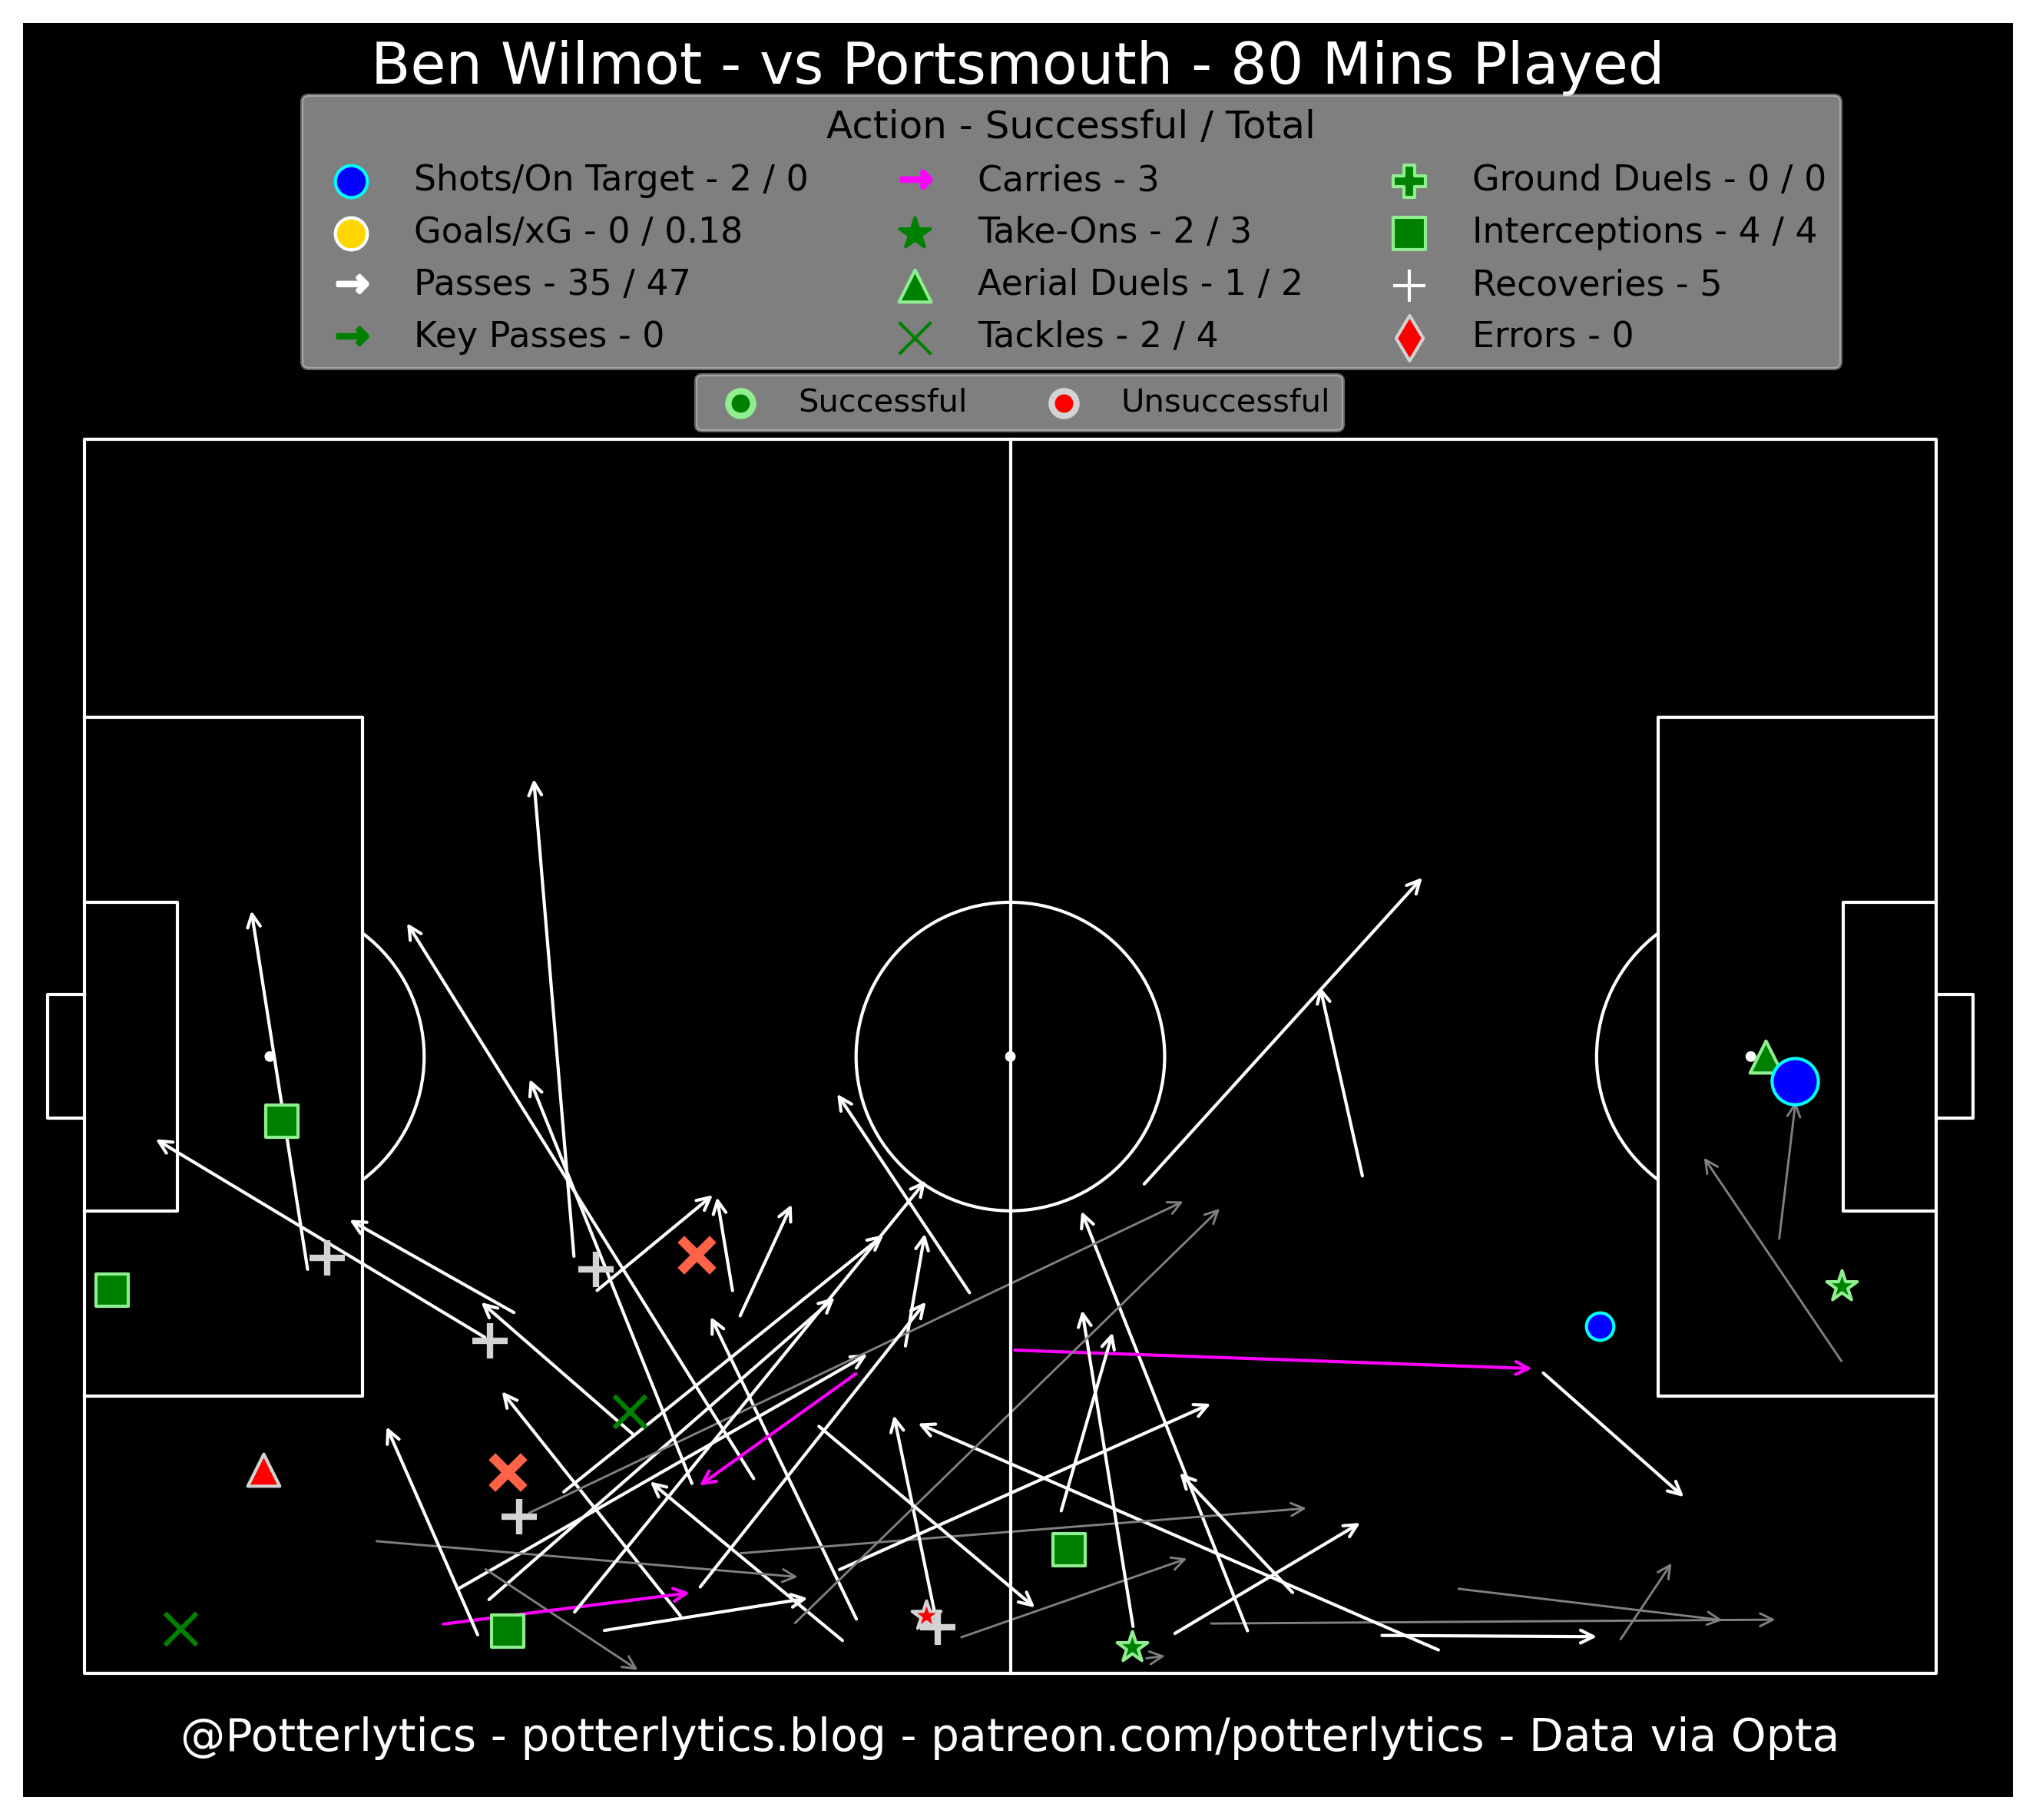 Ben Wilmot - vs Portsmouth - 80 Mins Played
Action - Successful / Total
Shots/On Target - 2 / 0
Goals/xG - 0 / 0.18
Passes - 35 / 47
Key Passes - 0
Carries - 3
Take-Ons - 2 / 3
Aerial Duels - 1 / 2
Tackles - 2 / 4
Ground Duels - 0 / 0
Interceptions - 4 / 4
Recoveries - 5
Errors - 0
Successful
Unsuccessful
@Potterlytics - potterlytics.blog - patreon.com/potterlytics - Data via Opta